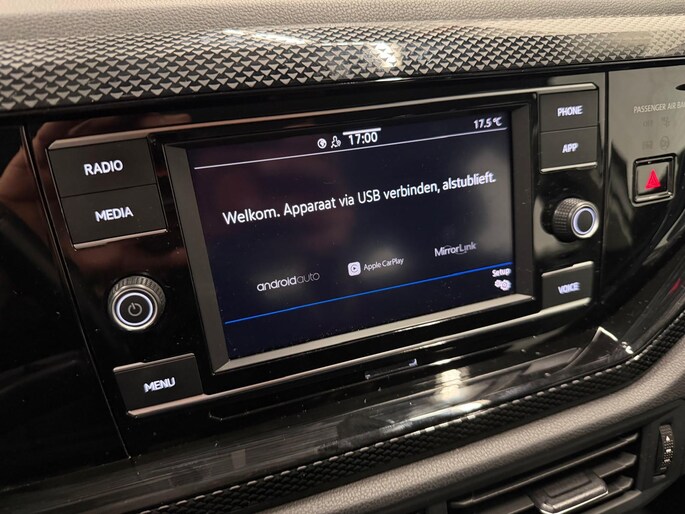 PASSENGER AIR BA
PHONE
17.5 °C
17:00
RADIO
APP
MEDIA
Welkom. Apparaat via USB verbinden, alstublieft.
androidauto
Apple CarPlay
MirrorLink
Setup
VOICE
MENU